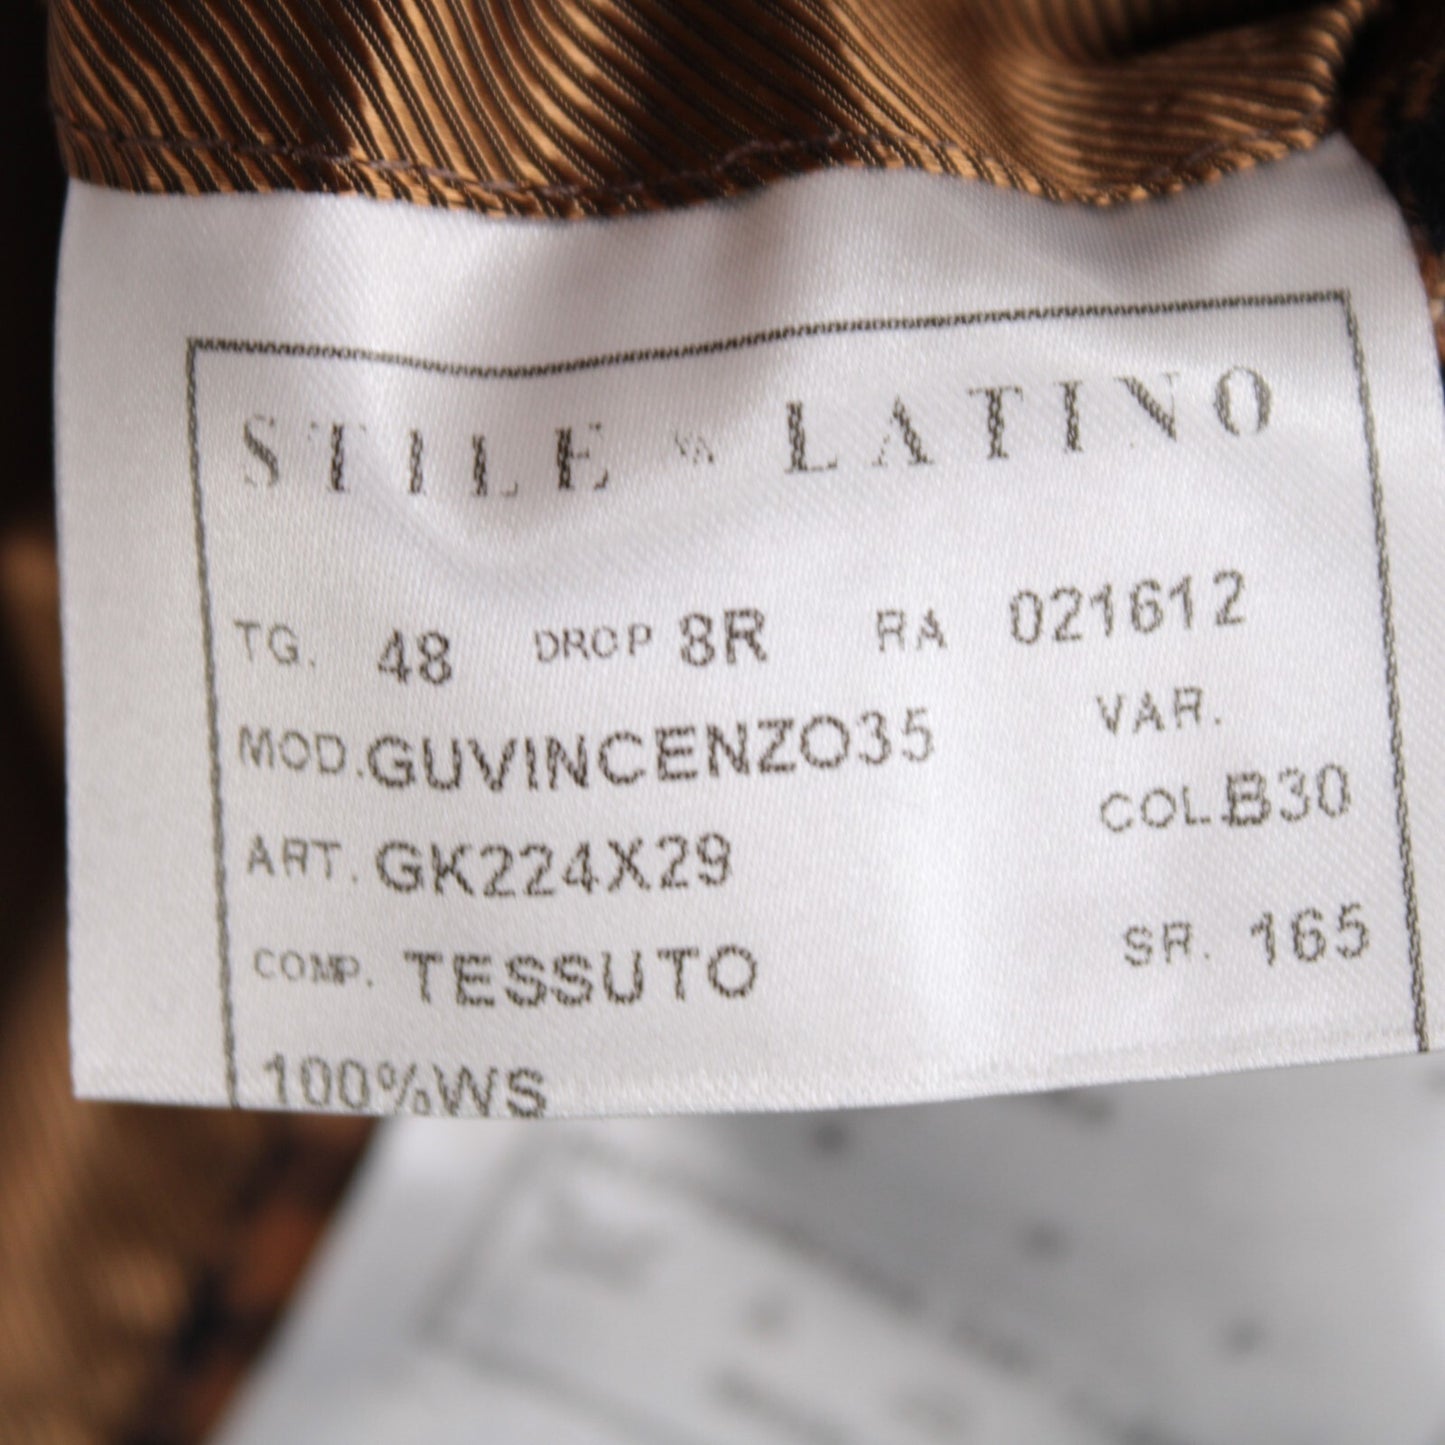 STILE LATINO
TG. 48 DROP 8R RA 021612
MOD.GUVINCENZO35 VAR.
ART. GK224X29 COL.B30
COMP. TESSUTO SR. 165
100%WS